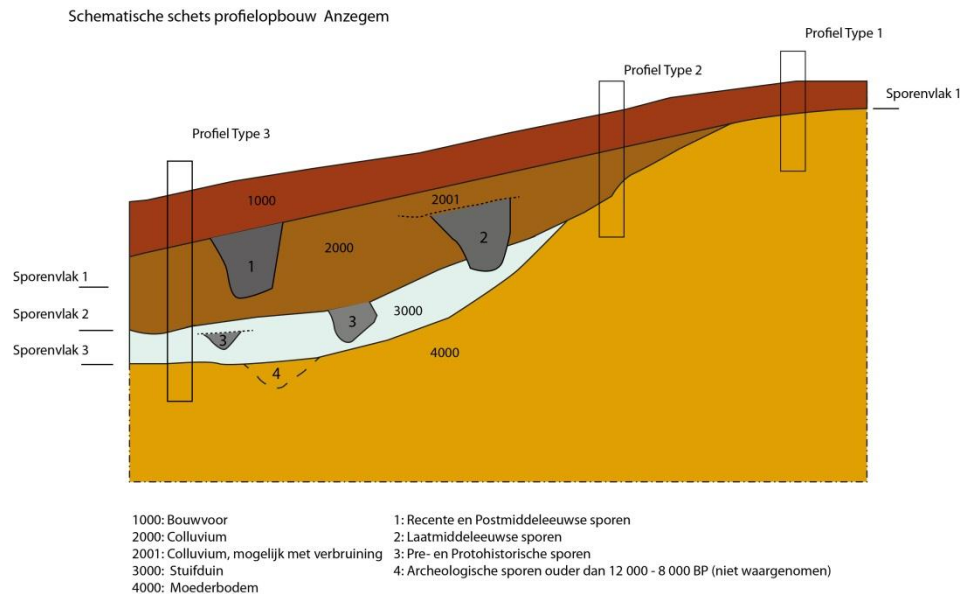 Schematische schets profielopbouw Anzegem
Profiel Type 1
Profiel Type 2
Sporenvlak 1
Profiel Type 3
1000
2001
2
2000
1
Sporenvlak 1
Sporenvlak 2
3000
3
3
Sporenvlak 3
4000
4
1000: Bouwvoor
2000: Colluvium
2001: Colluvium, mogelijk met verbruining
3000: Stuifduin
4000: Moederbodem
1: Recente en Postmiddeleeuwse sporen
2: Laatmiddeleeuwse sporen
3: Pre- en Protohistorische sporen
4: Archeologische sporen ouder dan 12 000 - 8 000 BP (niet waargenomen)